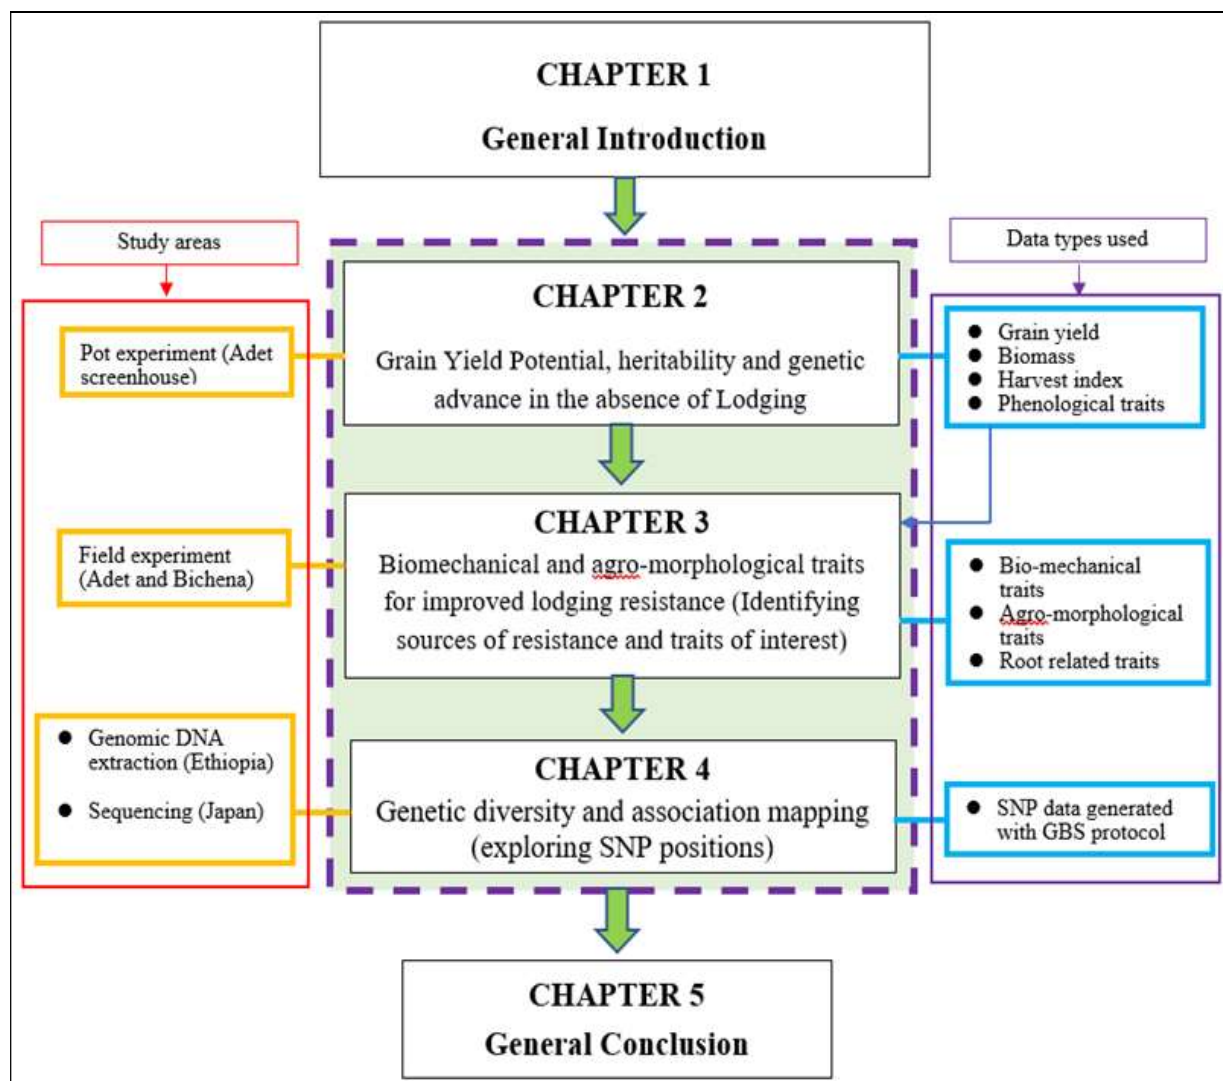 CHAPTER 1
General Introduction
Study areas
Data types used
CHAPTER 2
Grain Yield Potential, heritability and genetic
advance in the absence of Lodging
Pot experiment (Adet
screenhouse)
● Grain yield
● Biomass
● Harvest index
● Phenological traits
CHAPTER 3
Biomechanical and agro-morphological traits
for improved lodging resistance (Identifying
sources of resistance and traits of interest)
Field experiment
(Adet and Bichena)
● Bio-mechanical
traits
● Agro-morphological
traits
● Root related traits
CHAPTER 4
Genetic diversity and association mapping
(exploring SNP positions)
● Genomic DNA
extraction (Ethiopia)
● Sequencing (Japan)
● SNP data generated
with GBS protocol
CHAPTER 5
General Conclusion